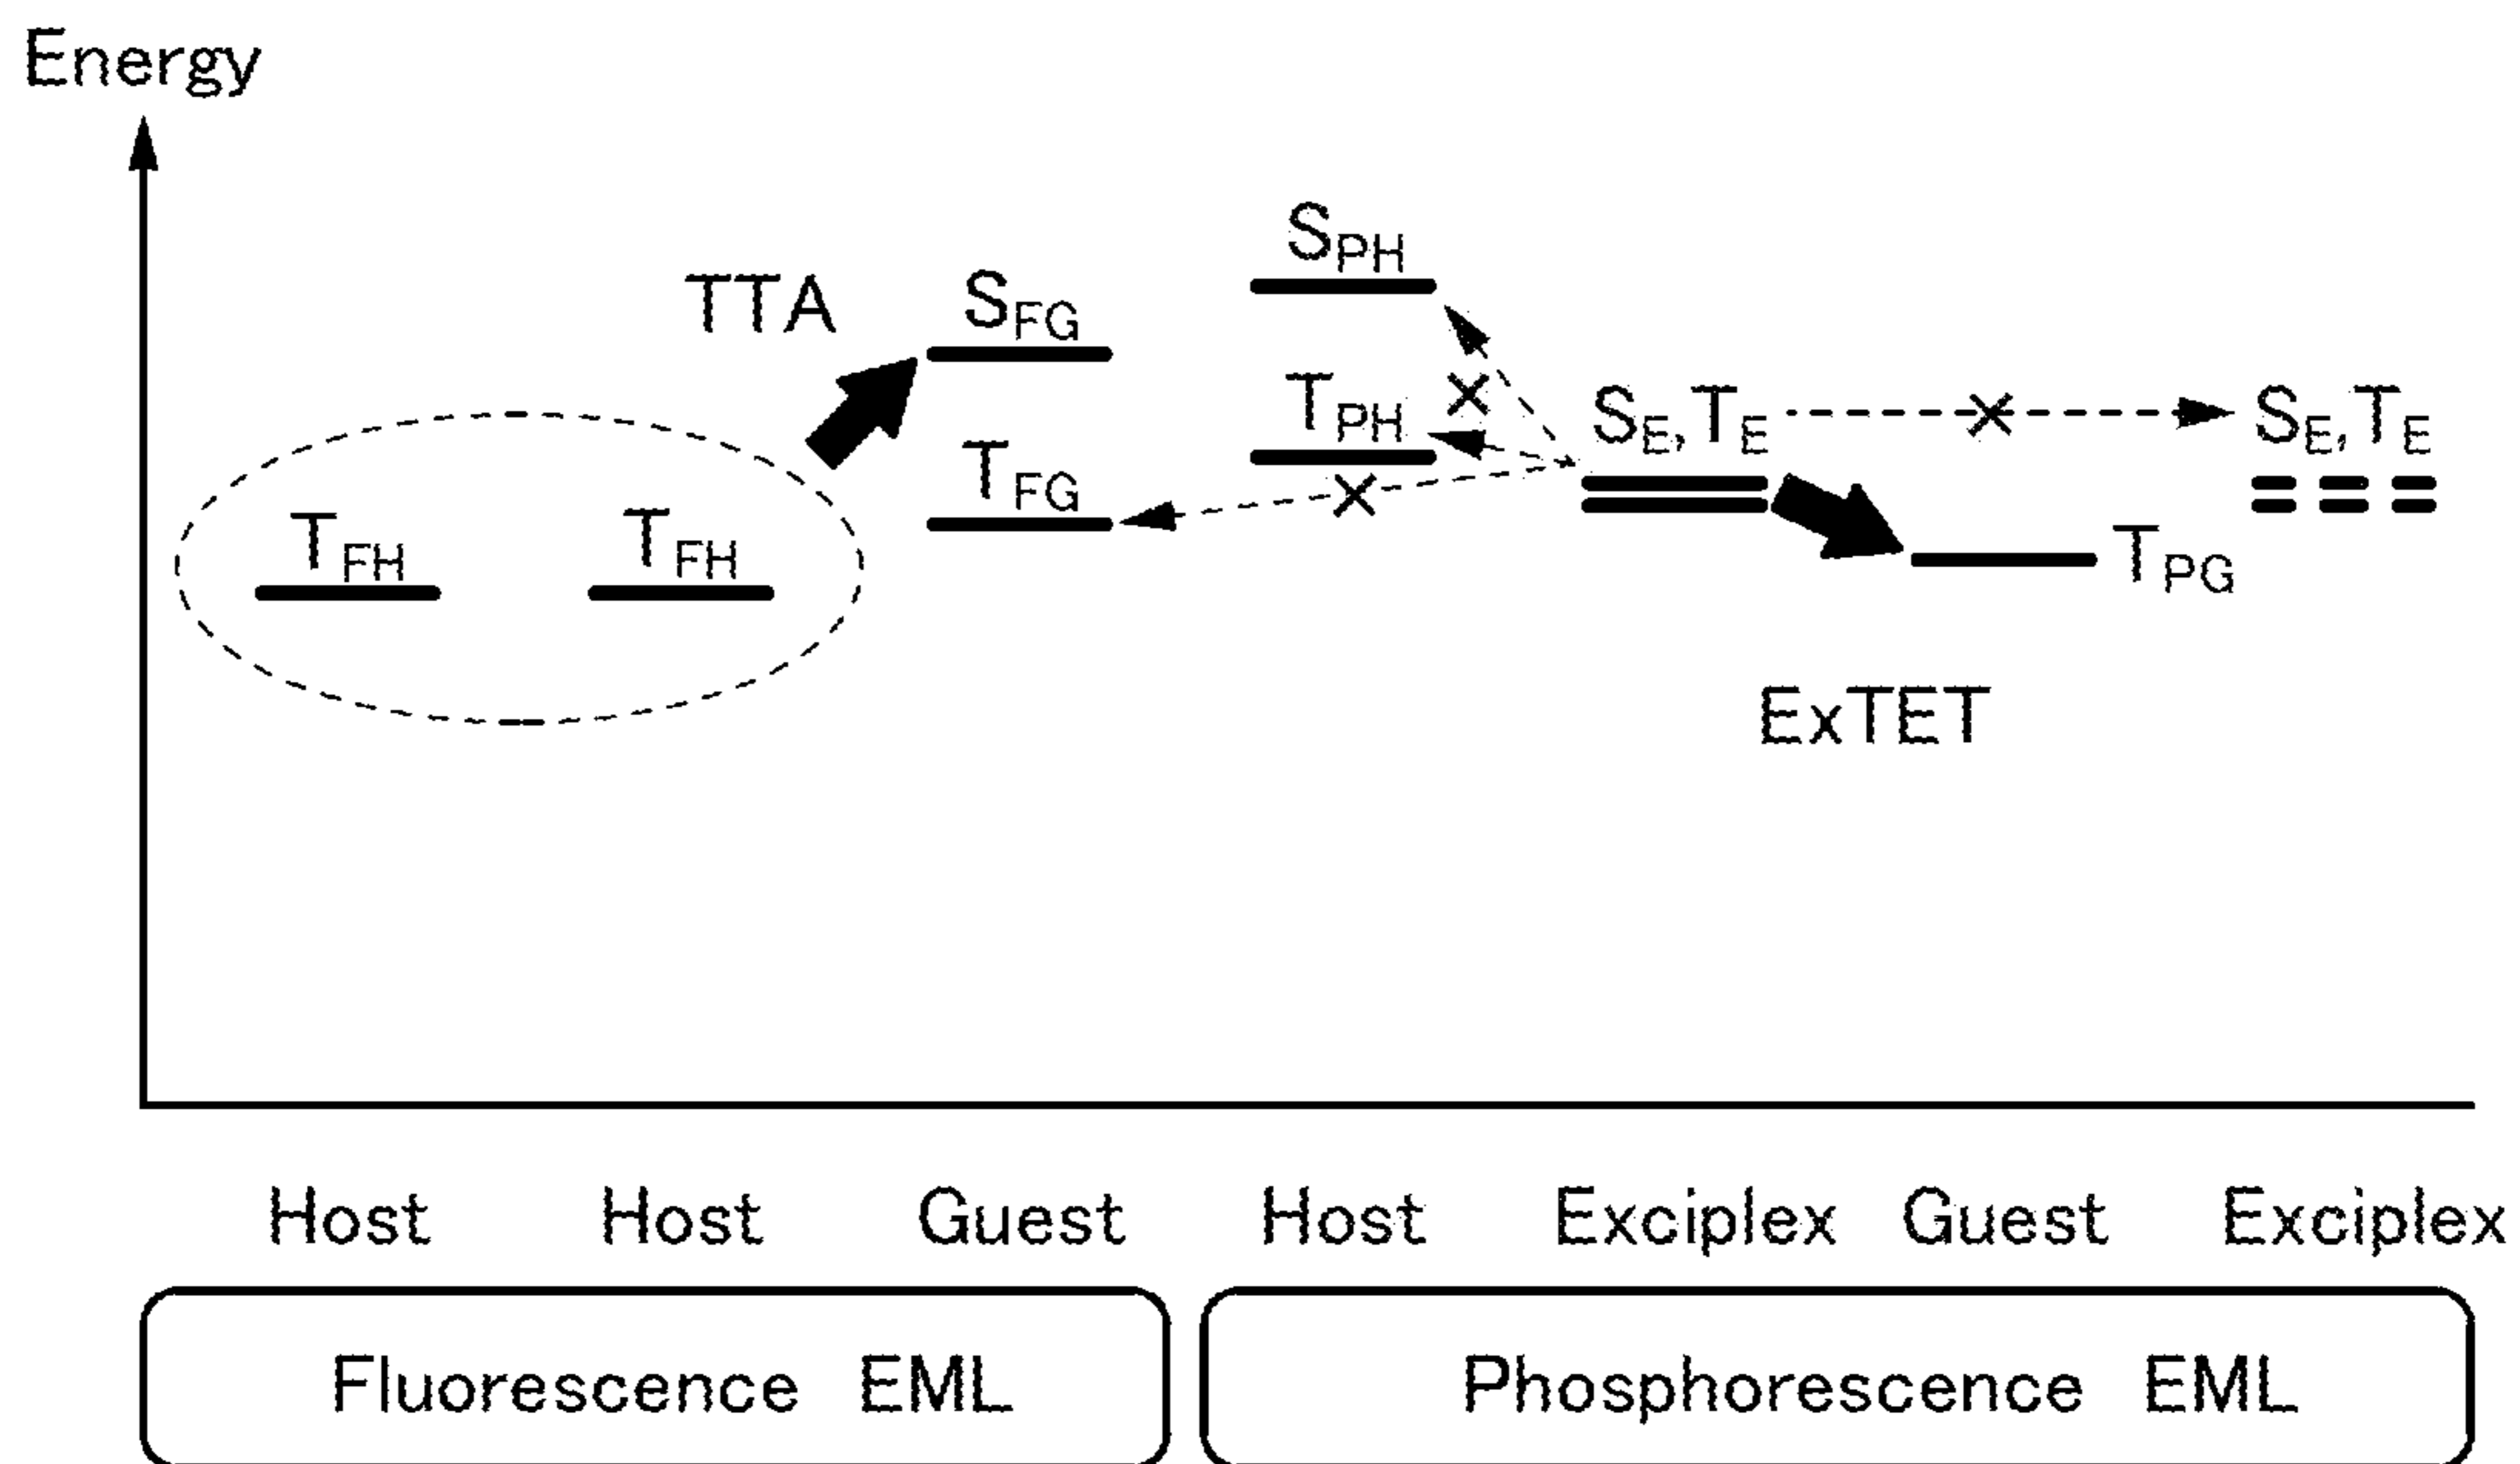 Energy
S_PH
TTA
S_FG
T_PH
S_E,T_E
S_E,T_E
×
×
T_FG
×
T_FH
T_FH
T_PG
ExTET
Host Host Guest Host Exciplex Guest Exciplex
Fluorescence EML
Phosphorescence EML